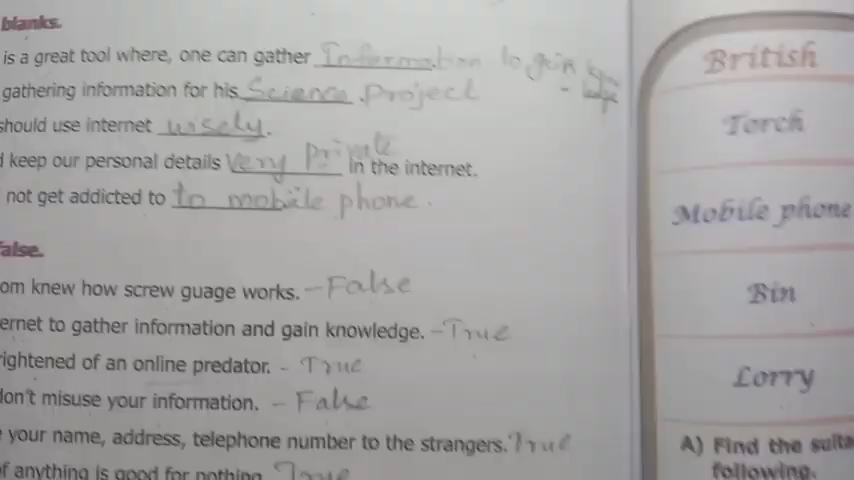 blanks.
is a great tool where, one can gather Information to gain
gathering information for his Science Project
should use internet wisely.
keep our personal details very private in the internet.
not get addicted to to mobile phone.
alse.
om knew how screw guage works. - False
ernet to gather information and gain knowledge. - True
rightened of an online predator. - True
don't misuse your information. - False
your name, address, telephone number to the strangers. True
of anything is good for nothing True
British
Torch
Mobile phone
Bin
Lorry
A) Find the suita
following.